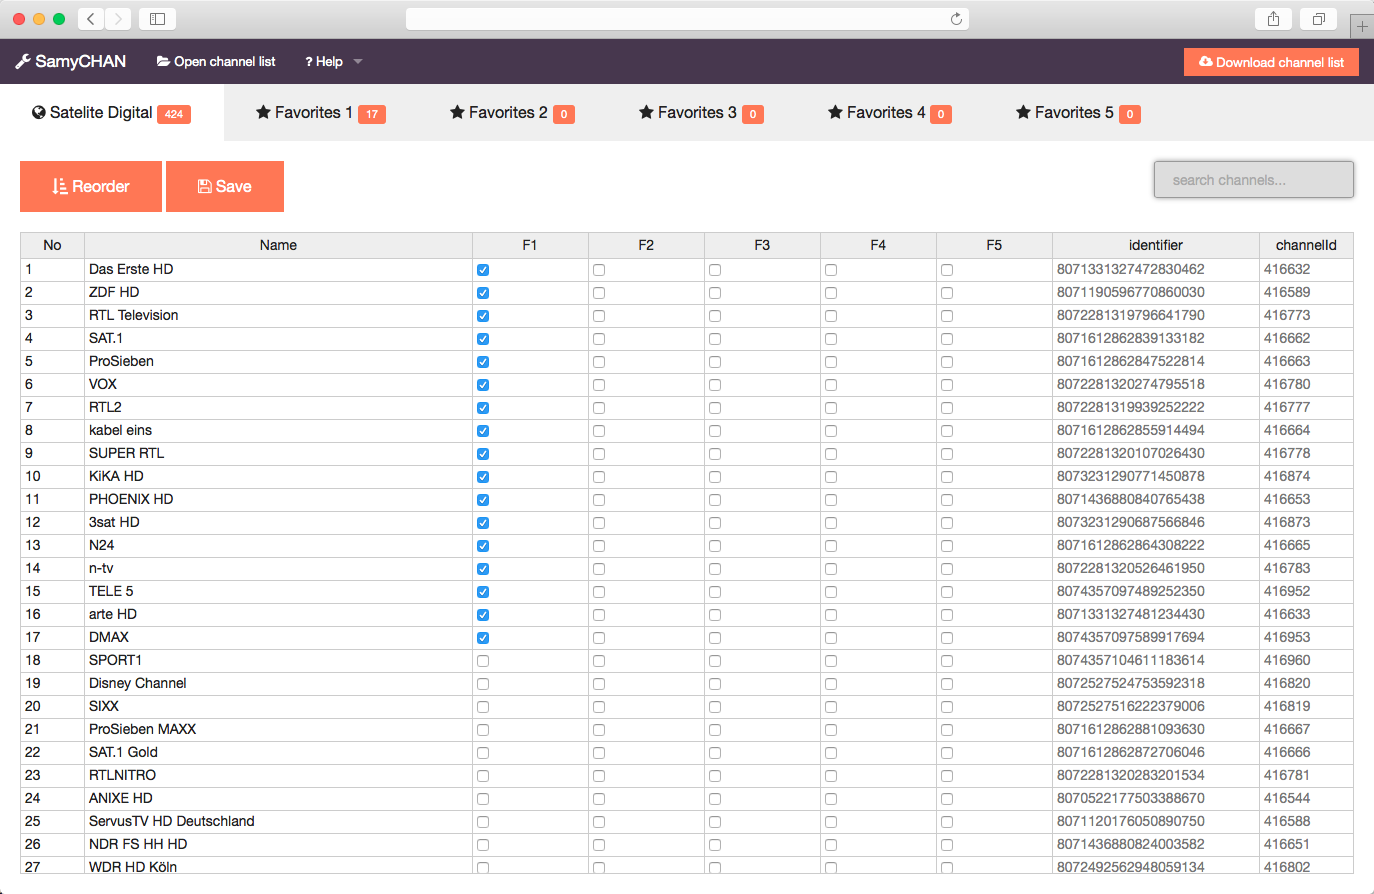 SamyCHAN Open channel list ? Help Download channel list
Satelite Digital 424 Favorites 1 17 Favorites 2 0 Favorites 3 0 Favorites 4 0 Favorites 5 0
Reorder Save search channels...
No Name F1 F2 F3 F4 F5 identifier channelId
1 Das Erste HD 8071331327472830462 416632
2 ZDF HD 8071190596770860030 416589
3 RTL Television 8072281319796641790 416773
4 SAT.1 8071612862839133182 416662
5 ProSieben 8071612862847522814 416663
6 VOX 8072281320274795518 416780
7 RTL2 8072281319939252222 416777
8 kabel eins 8071612862855914494 416664
9 SUPER RTL 8072281320107026430 416778
10 KiKA HD 8073231290771450878 416874
11 PHOENIX HD 8071436880840765438 416653
12 3sat HD 8073231290687566846 416873
13 N24 8071612862864308222 416665
14 n-tv 8072281320526461950 416783
15 TELE 5 8074357097489252350 416952
16 arte HD 8071331327481234430 416633
17 DMAX 8074357097589917694 416953
18 SPORT1 8074357104611183614 416960
19 Disney Channel 8072527524753592318 416820
20 SIXX 8072527516222379006 416819
21 ProSieben MAXX 8071612862881093630 416667
22 SAT.1 Gold 8071612862872706046 416666
23 RTLNITRO 8072281320283201534 416781
24 ANIXE HD 8070522177503388670 416544
25 ServusTV HD Deutschland 8071120176050890750 416588
26 NDR FS HH HD 8071436880824003582 416651
27 WDR HD Köln 8072492562948059134 416802